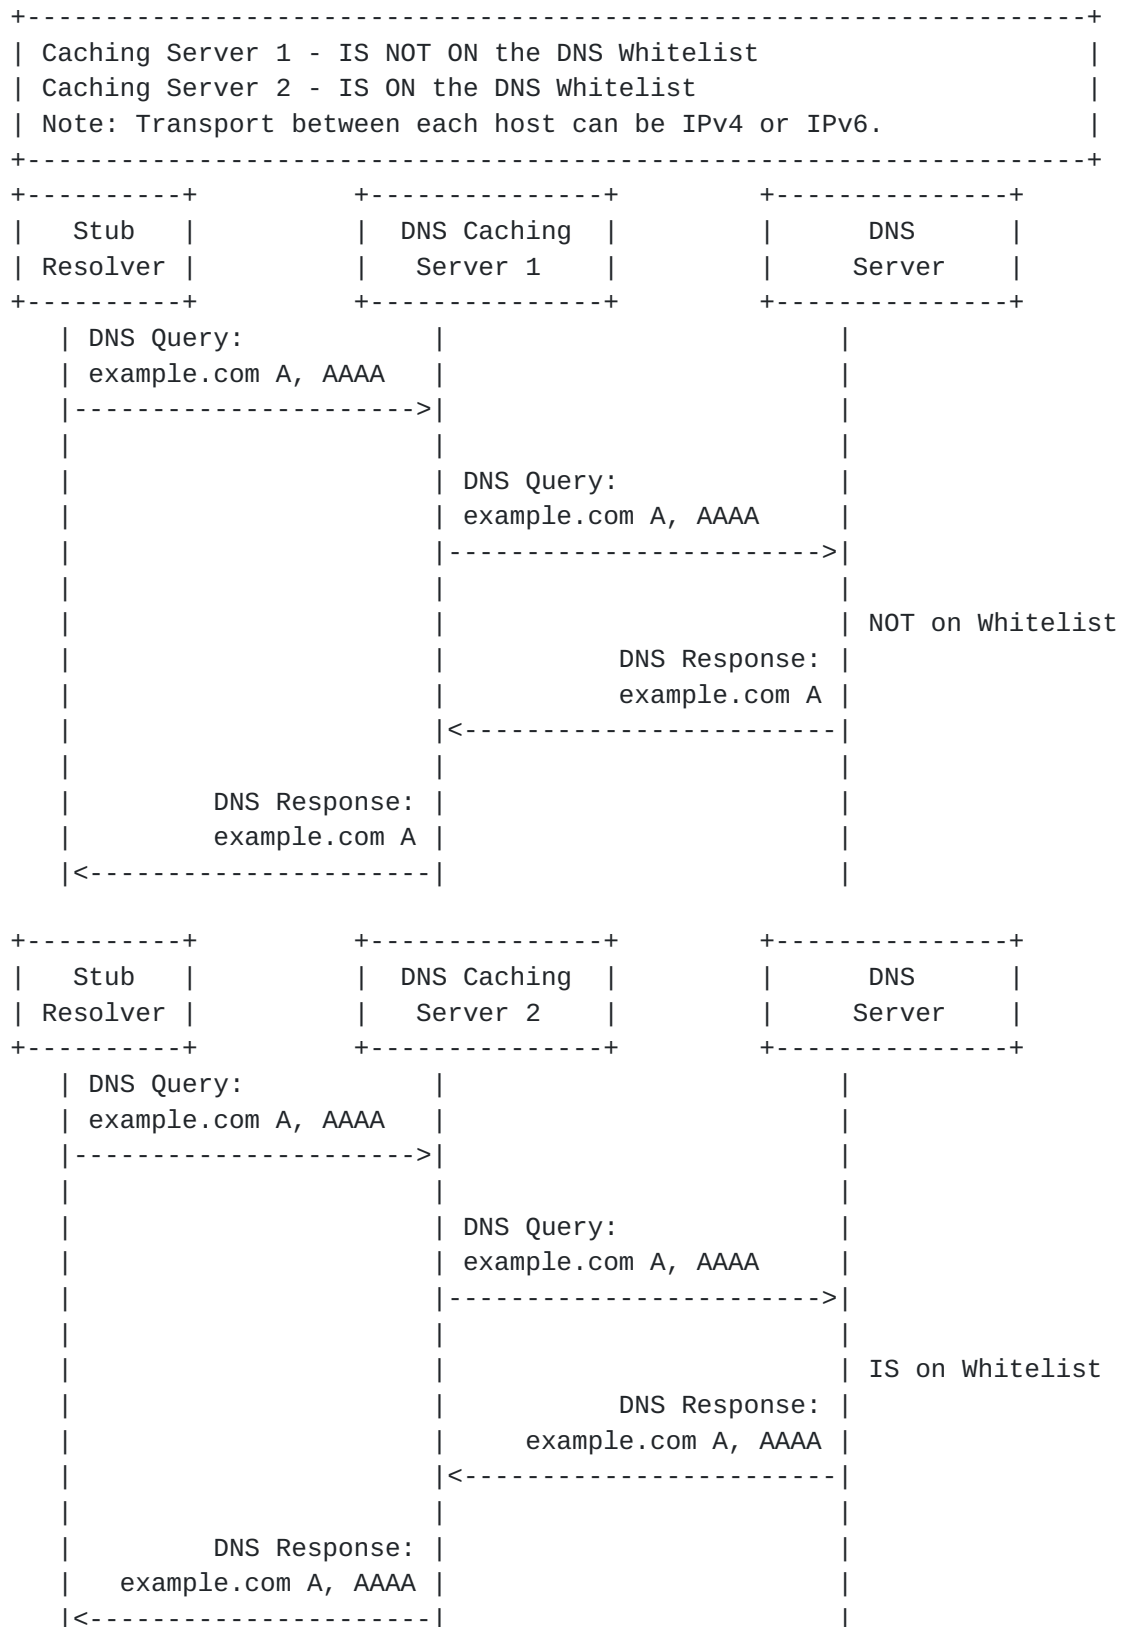 Caching Server 1 - IS NOT ON the DNS Whitelist
Caching Server 2 - IS ON the DNS Whitelist
Note: Transport between each host can be IPv4 or IPv6.
Stub
Resolver
DNS Caching
Server 1
DNS
Server
DNS Query:
example.com A, AAAA
DNS Query:
example.com A, AAAA
NOT on Whitelist
DNS Response:
example.com A
DNS Response:
example.com A
Stub
Resolver
DNS Caching
Server 2
DNS
Server
DNS Query:
example.com A, AAAA
DNS Query:
example.com A, AAAA
IS on Whitelist
DNS Response:
example.com A, AAAA
DNS Response:
example.com A, AAAA